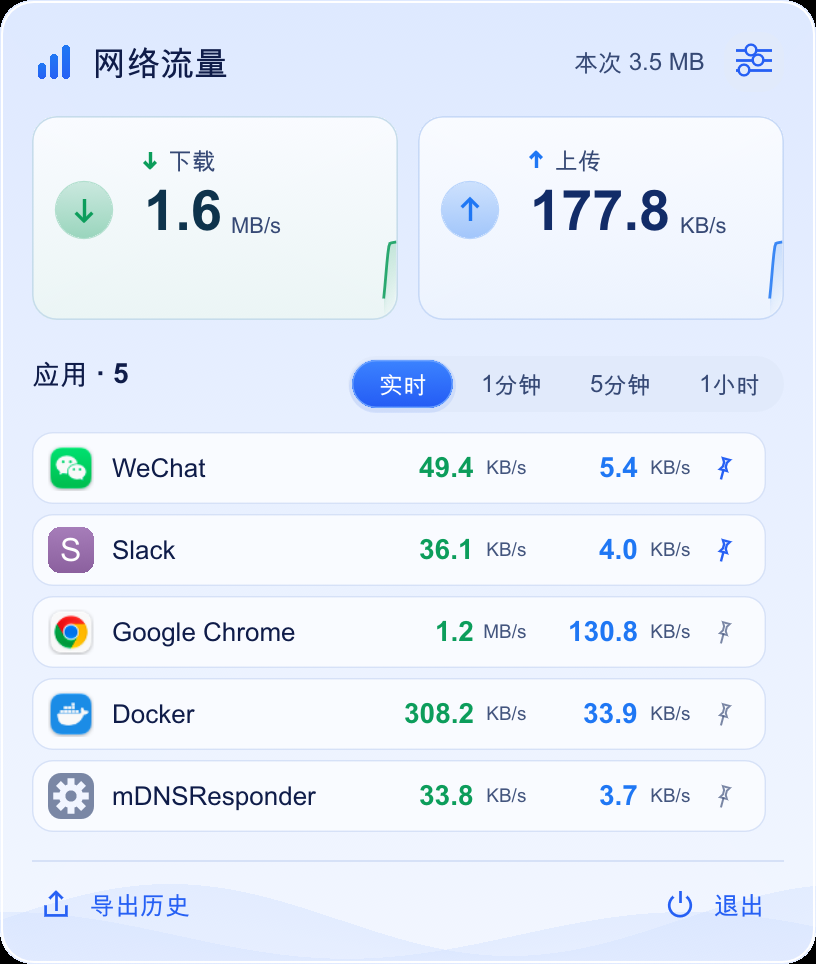 网络流量
本次 3.5 MB
下载
1.6 MB/s
上传
177.8 KB/s
应用 · 5
实时 1分钟 5分钟 1小时
WeChat 49.4 KB/s 5.4 KB/s
S Slack 36.1 KB/s 4.0 KB/s
Google Chrome 1.2 MB/s 130.8 KB/s
Docker 308.2 KB/s 33.9 KB/s
mDNSResponder 33.8 KB/s 3.7 KB/s
导出历史
退出